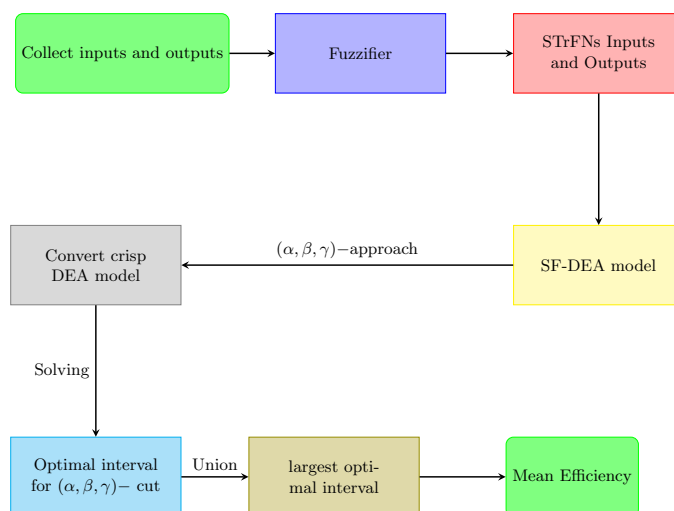 Collect inputs and outputs
Fuzzifier
STrFNs Inputs
and Outputs
(α, β, γ)−approach
Convert crisp
DEA model
SF-DEA model
Solving
Optimal interval
for (α, β, γ)− cut
Union
largest opti-
mal interval
Mean Efficiency